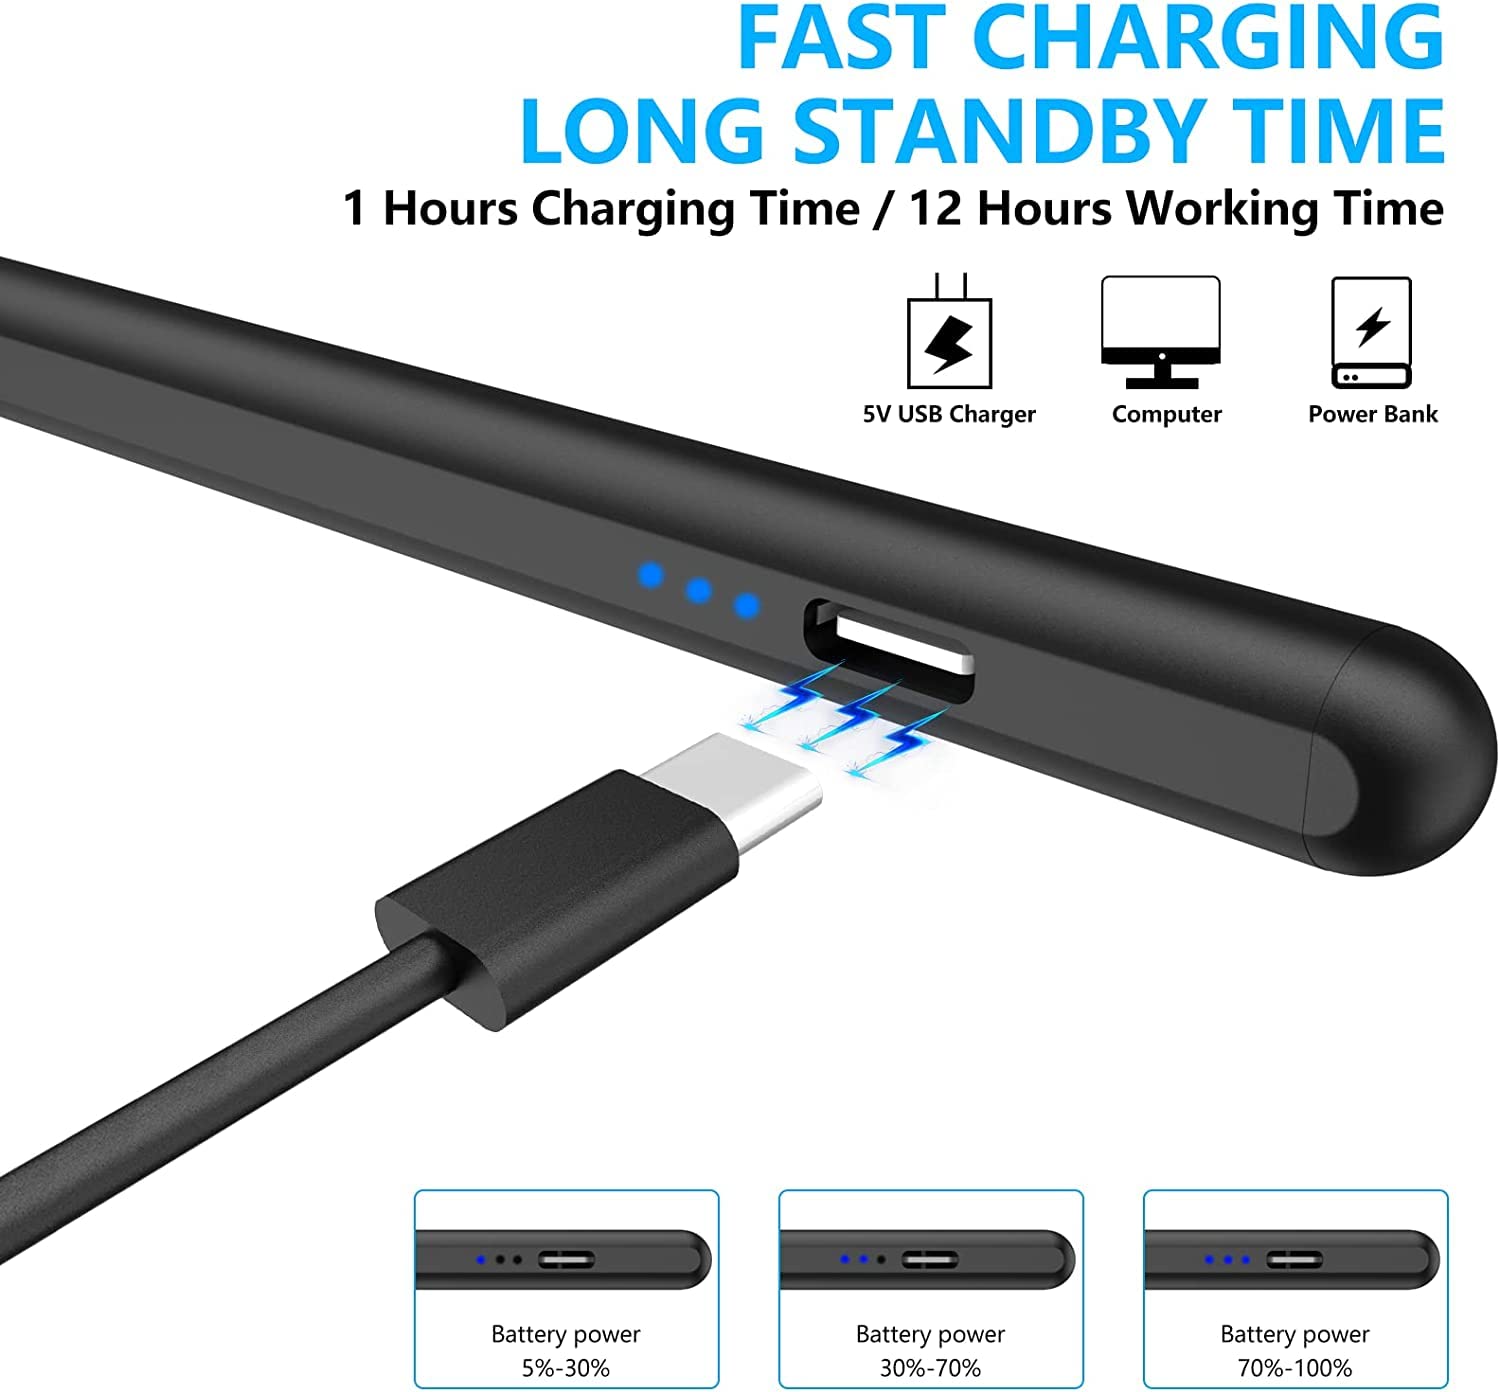 FAST CHARGING
LONG STANDBY TIME
1 Hours Charging Time / 12 Hours Working Time
5V USB Charger
Computer
Power Bank
Battery power
5%-30%
Battery power
30%-70%
Battery power
70%-100%